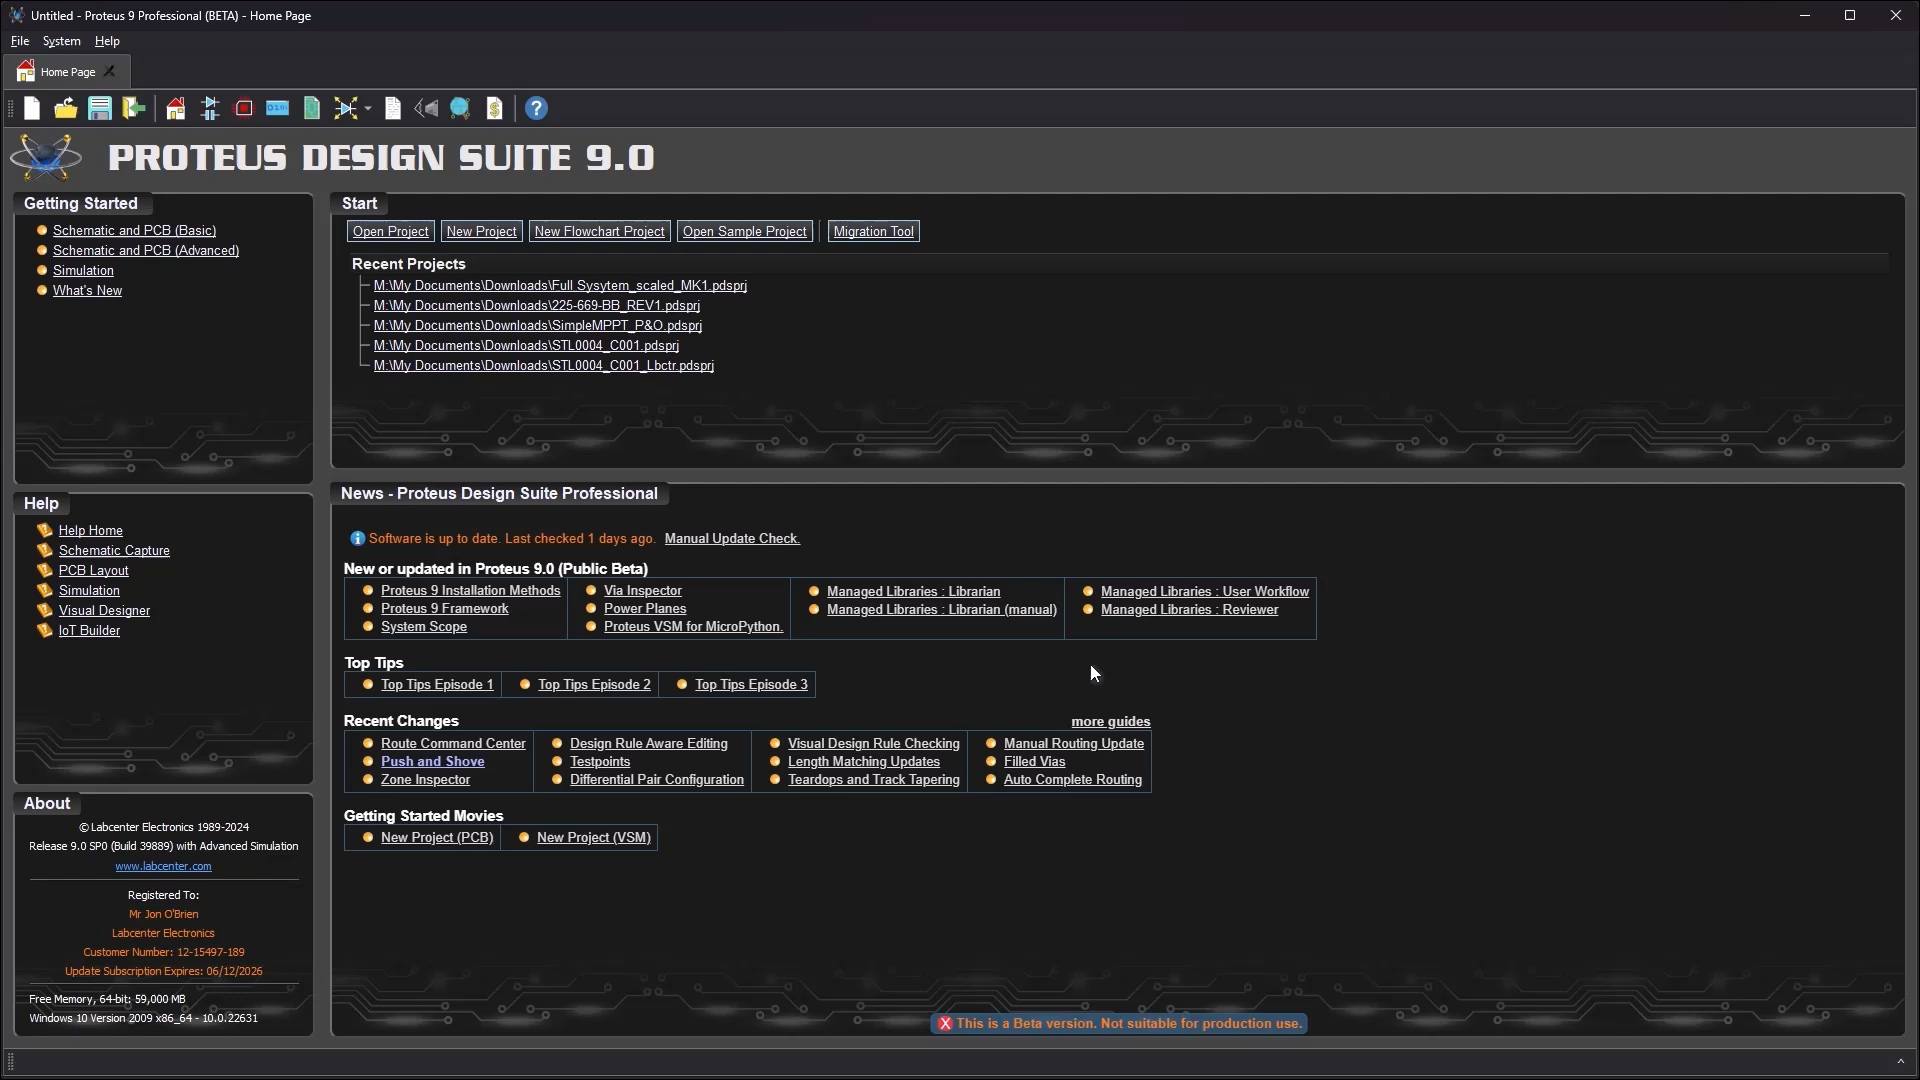 Untitled - Proteus 9 Professional (BETA) - Home Page
File System Help
Home Page
PROTEUS DESIGN SUITE 9.0
Getting Started
Schematic and PCB (Basic)
Schematic and PCB (Advanced)
Simulation
What's New
Start
Open Project New Project New Flowchart Project Open Sample Project Migration Tool
Recent Projects
M:\My Documents\Downloads\Full Sysytem_scaled_MK1.pdsprj
M:\My Documents\Downloads\225-669-BB_REV1.pdsprj
M:\My Documents\Downloads\SimpleMPPT_P&O.pdsprj
M:\My Documents\Downloads\STL0004_C001.pdsprj
M:\My Documents\Downloads\STL0004_C001_Lbctr.pdsprj
Help
Help Home
Schematic Capture
PCB Layout
Simulation
Visual Designer
IoT Builder
News - Proteus Design Suite Professional
Software is up to date. Last checked 1 days ago. Manual Update Check.
New or updated in Proteus 9.0 (Public Beta)
Proteus 9 Installation Methods Via Inspector Managed Libraries : Librarian Managed Libraries : User Workflow
Proteus 9 Framework Power Planes Managed Libraries : Librarian (manual) Managed Libraries : Reviewer
System Scope Proteus VSM for MicroPython.
Top Tips
Top Tips Episode 1 Top Tips Episode 2 Top Tips Episode 3
Recent Changes more guides
Route Command Center Design Rule Aware Editing Visual Design Rule Checking Manual Routing Update
Push and Shove Testpoints Length Matching Updates Filled Vias
Zone Inspector Differential Pair Configuration Teardops and Track Tapering Auto Complete Routing
Getting Started Movies
New Project (PCB) New Project (VSM)
About
© Labcenter Electronics 1989-2024
Release 9.0 SP0 (Build 39889) with Advanced Simulation
www.labcenter.com
Registered To:
Mr Jon O'Brien
Labcenter Electronics
Customer Number: 12-15497-189
Update Subscription Expires: 06/12/2026
Free Memory, 64-bit: 59,000 MB
Windows 10 Version 2009 x86_64 - 10.0.22631
This is a Beta version. Not suitable for production use.